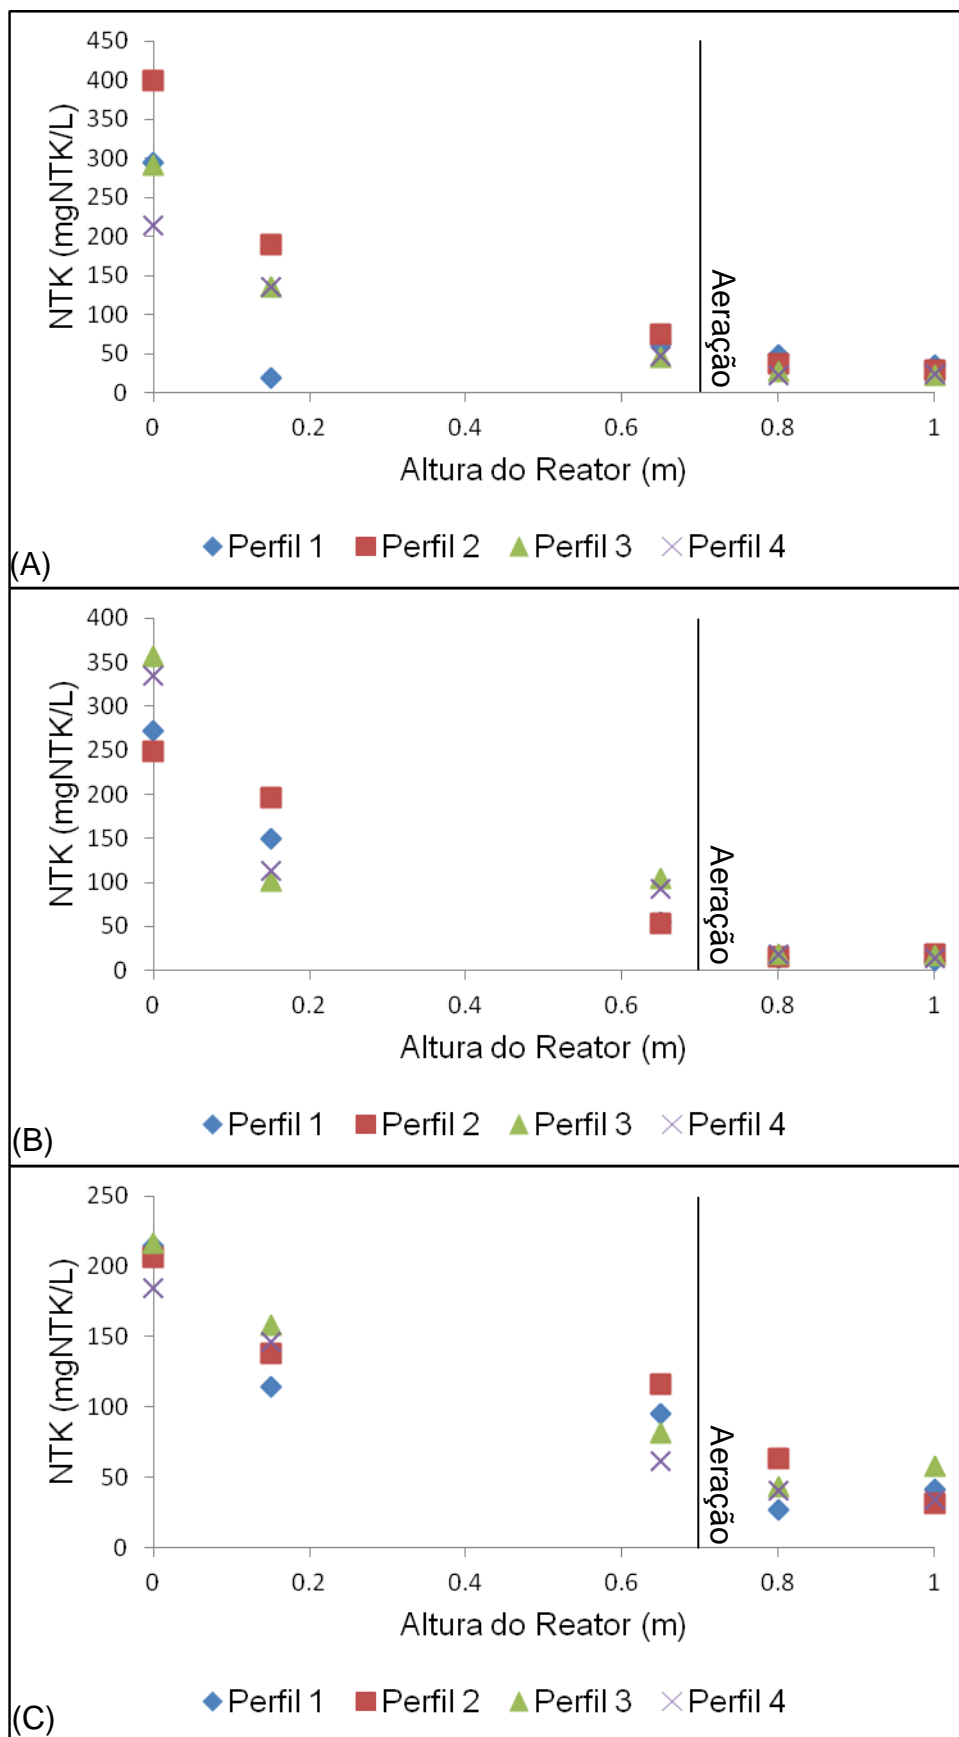 450
400
350
300
250
200
150
100
50
0
NTK (mgNTK/L)
Aeração
0 0.2 0.4 0.6 0.8 1
Altura do Reator (m)
Perfil 1 Perfil 2 Perfil 3 Perfil 4
(A)
400
350
300
250
200
150
100
50
0
NTK (mgNTK/L)
Aeração
0 0.2 0.4 0.6 0.8 1
Altura do Reator (m)
Perfil 1 Perfil 2 Perfil 3 Perfil 4
(B)
250
200
150
100
50
0
NTK (mgNTK/L)
Aeração
0 0.2 0.4 0.6 0.8 1
Altura do Reator (m)
Perfil 1 Perfil 2 Perfil 3 Perfil 4
(C)